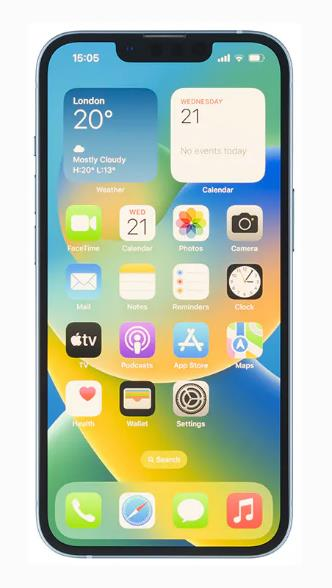 15:05
London
20°
Mostly Cloudy
H:20° L:13°
Weather
WEDNESDAY
21
No events today
Calendar
FaceTime
WED
21
Calendar
Photos
Camera
Mail
Notes
Reminders
Clock
tv
TV
Podcasts
App Store
Maps
Health
Wallet
Settings
Search